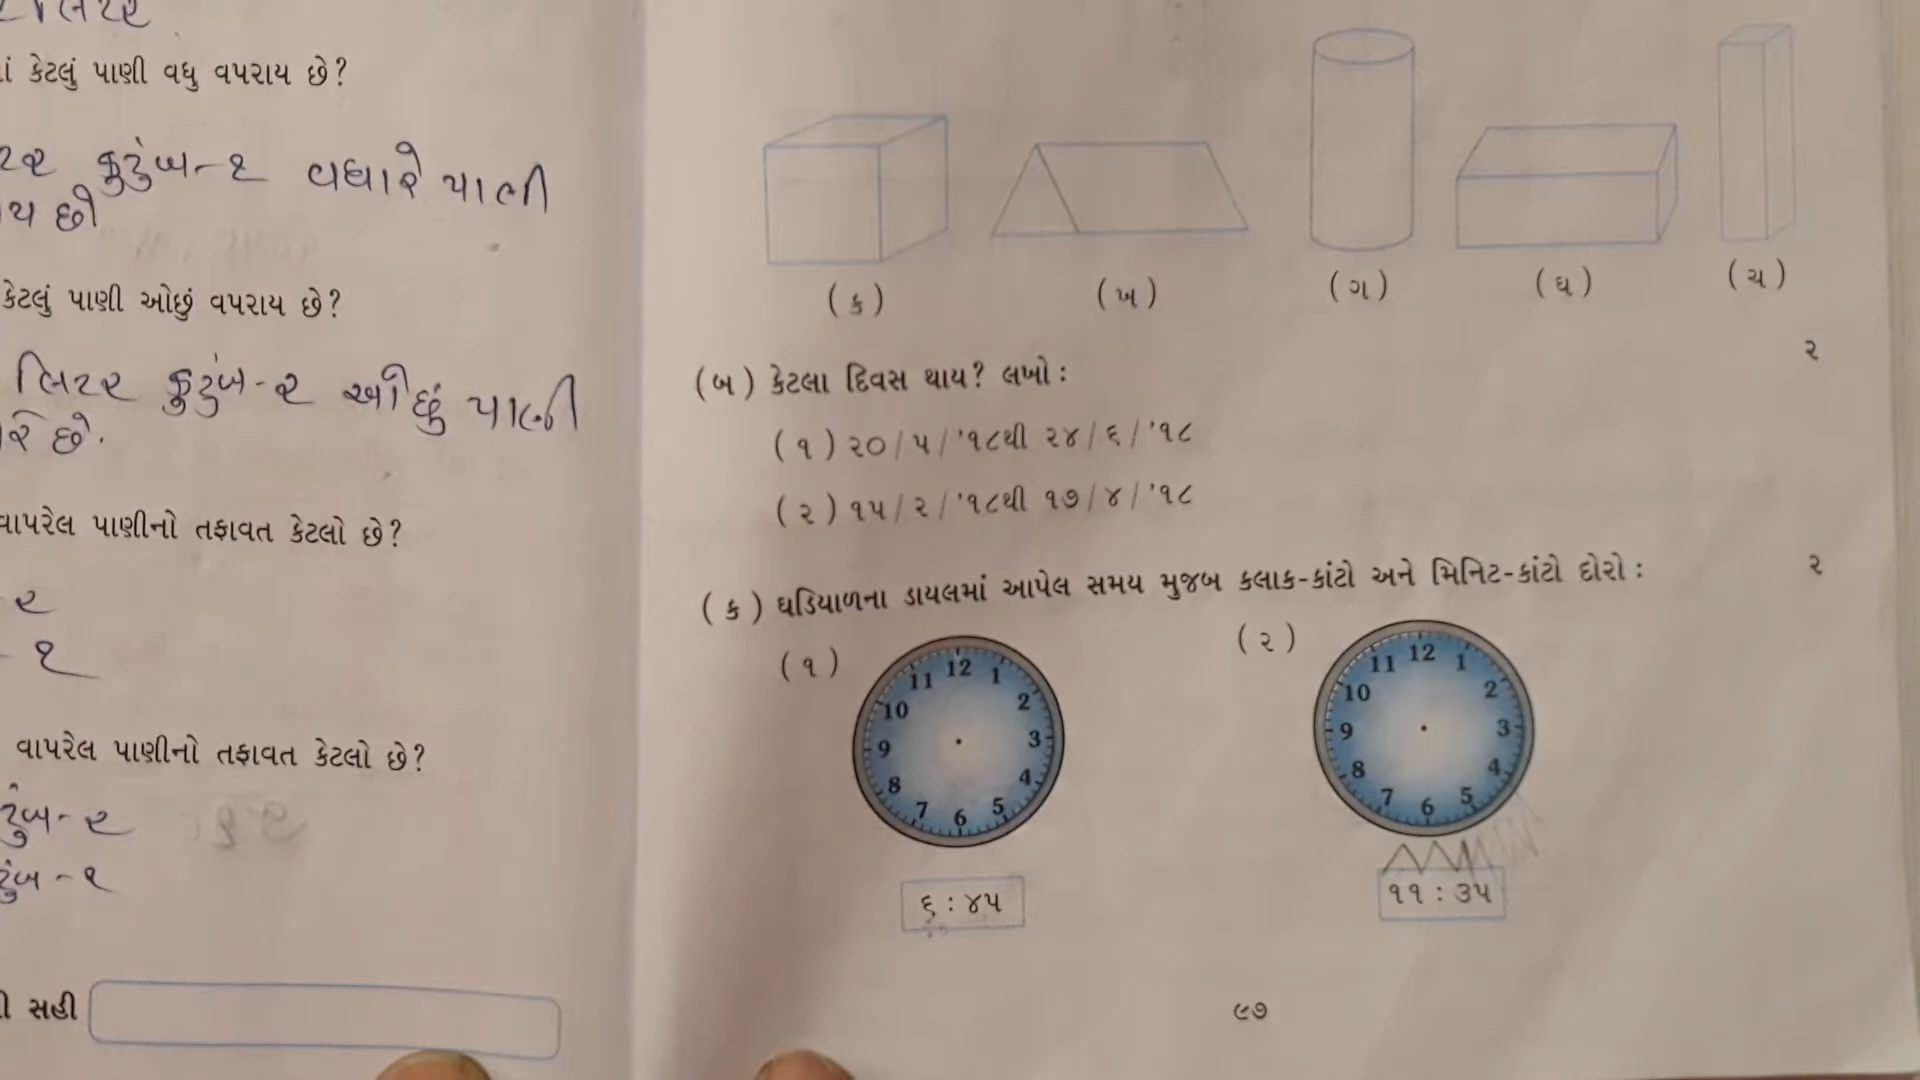 કેટલું પાણી વધુ વપરાય છે?
કુટુંબ-૧ વધારે પાણી
છે
કેટલું પાણી ઓછું વપરાય છે?
લિટર કુટુંબ-૨ ઓછું પાણી
છે.
વાપરેલ પાણીનો તફાવત કેટલો છે?
૨
- ૧
વાપરેલ પાણીનો તફાવત કેટલો છે?
- ૨
- ૧
સહી
(ક) (ખ) (ગ) (ઘ) (ચ)
(બ) કેટલા દિવસ થાય? લખો : ૨
(૧) ૨૦/૫/'૧૮થી ૨૪/૬/'૧૮
(૨) ૧૫/૨/'૧૮થી ૧૭/૪/'૧૮
(ક) ઘડિયાળના ડાયલમાં આપેલ સમય મુજબ કલાક-કાંટો અને મિનિટ-કાંટો દોરો : ૨
(૧)
12 1 2 3 4 5 6 7 8 9 10 11
૬ : ૪૫
(૨)
12 1 2 3 4 5 6 7 8 9 10 11
૧૧ : ૩૫
૯૭